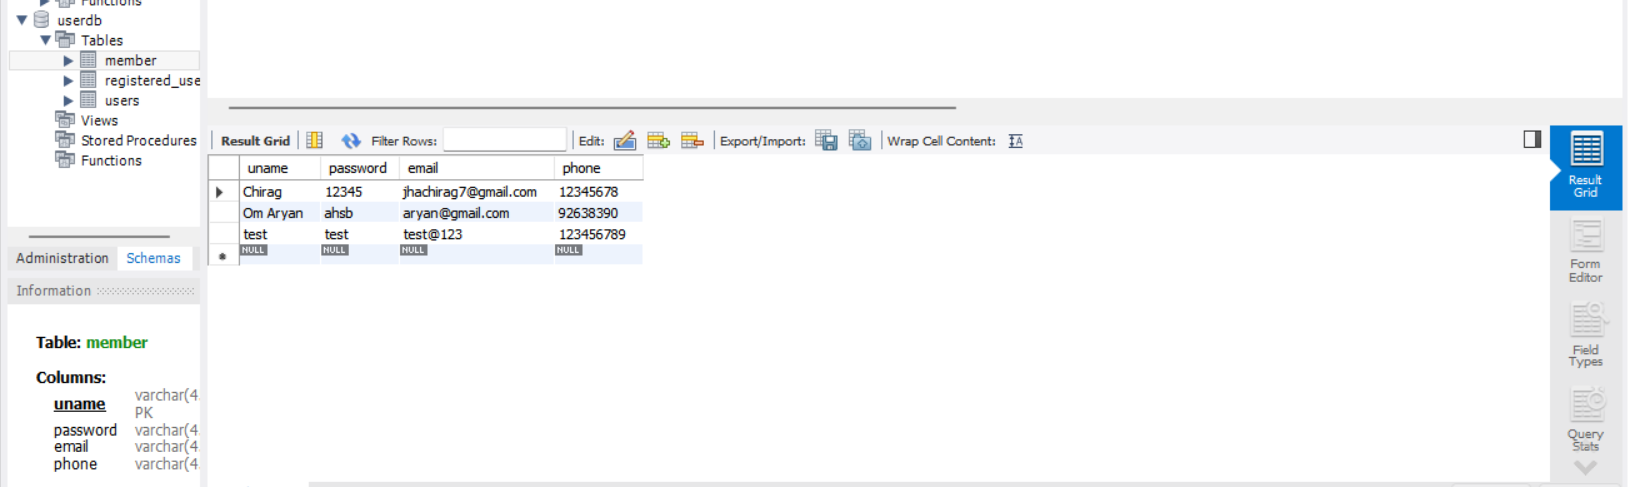 Functions
userdb
Tables
member
registered_use
users
Views
Stored Procedures
Functions
Administration Schemas
Information
Table: member
Columns:
uname varchar(4
PK
password varchar(4
email varchar(4
phone varchar(4
Result Grid Filter Rows: Edit: Export/Import: Wrap Cell Content:
uname password email phone
Chirag 12345 jhachirag7@gmail.com 12345678
Om Aryan ahsb aryan@gmail.com 92638390
test test test@123 123456789
NULL NULL NULL NULL
Result
Grid
Form
Editor
Field
Types
Query
Stats